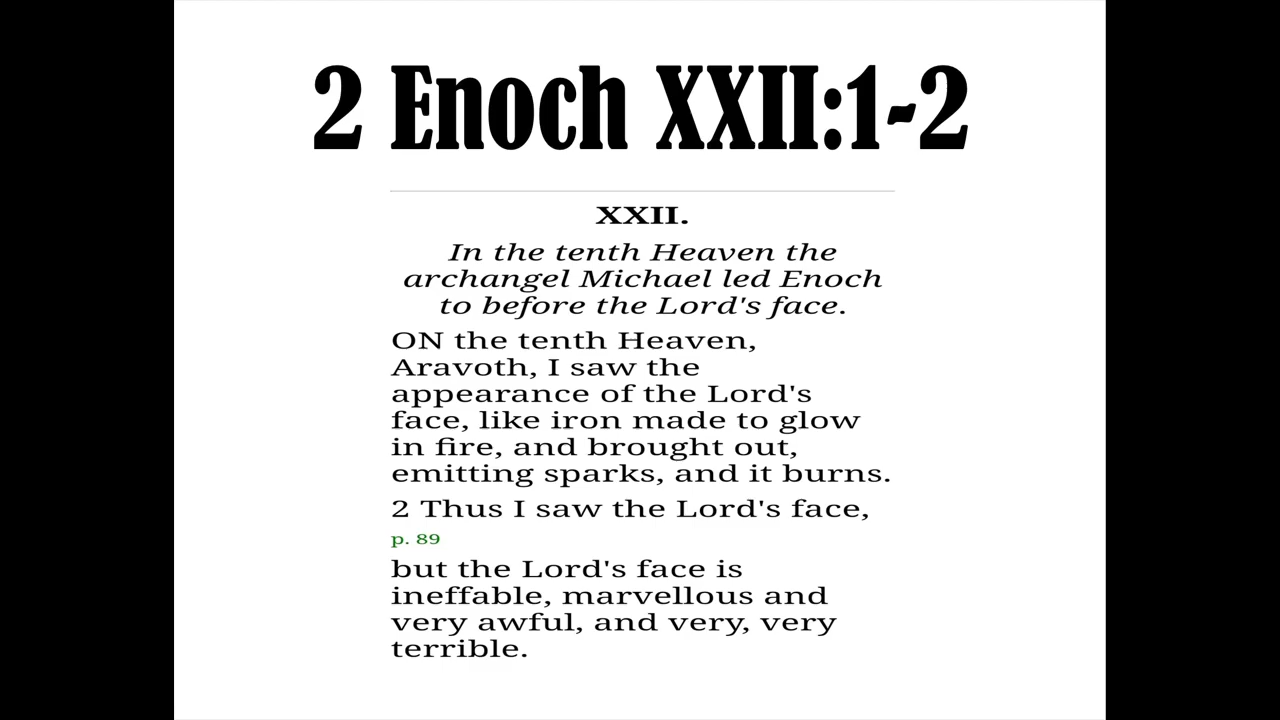 2 Enoch XXII:1-2
XXII.
In the tenth Heaven the
archangel Michael led Enoch
to before the Lord's face.
ON the tenth Heaven,
Aravoth, I saw the
appearance of the Lord's
face, like iron made to glow
in fire, and brought out,
emitting sparks, and it burns.
2 Thus I saw the Lord's face,
p. 89
but the Lord's face is
ineffable, marvellous and
very awful, and very, very
terrible.